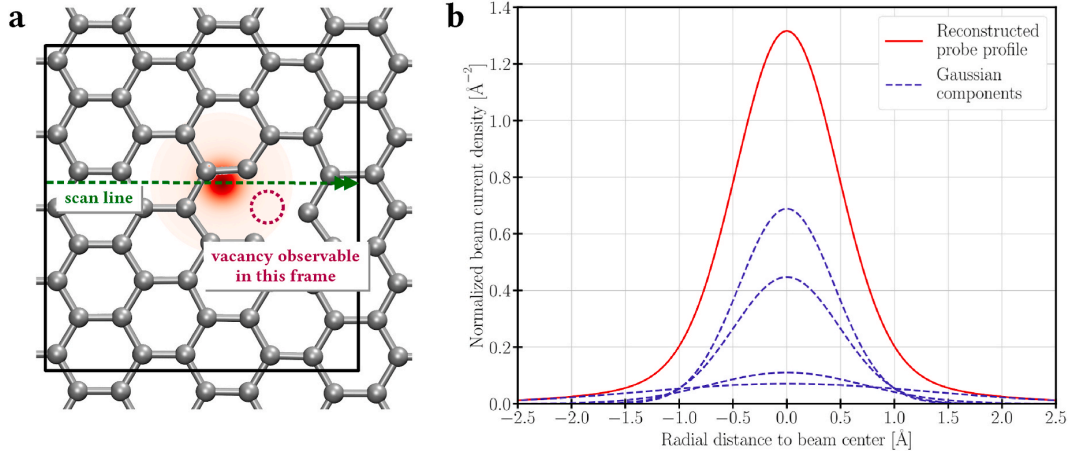 a
scan line
vacancy observable
in this frame
b
Normalized beam current density [Å⁻²]
1.4
1.2
1.0
0.8
0.6
0.4
0.2
0.0
Reconstructed
probe profile
Gaussian
components
−2.5 −2.0 −1.5 −1.0 −0.5 0.0 0.5 1.0 1.5 2.0 2.5
Radial distance to beam center [Å]